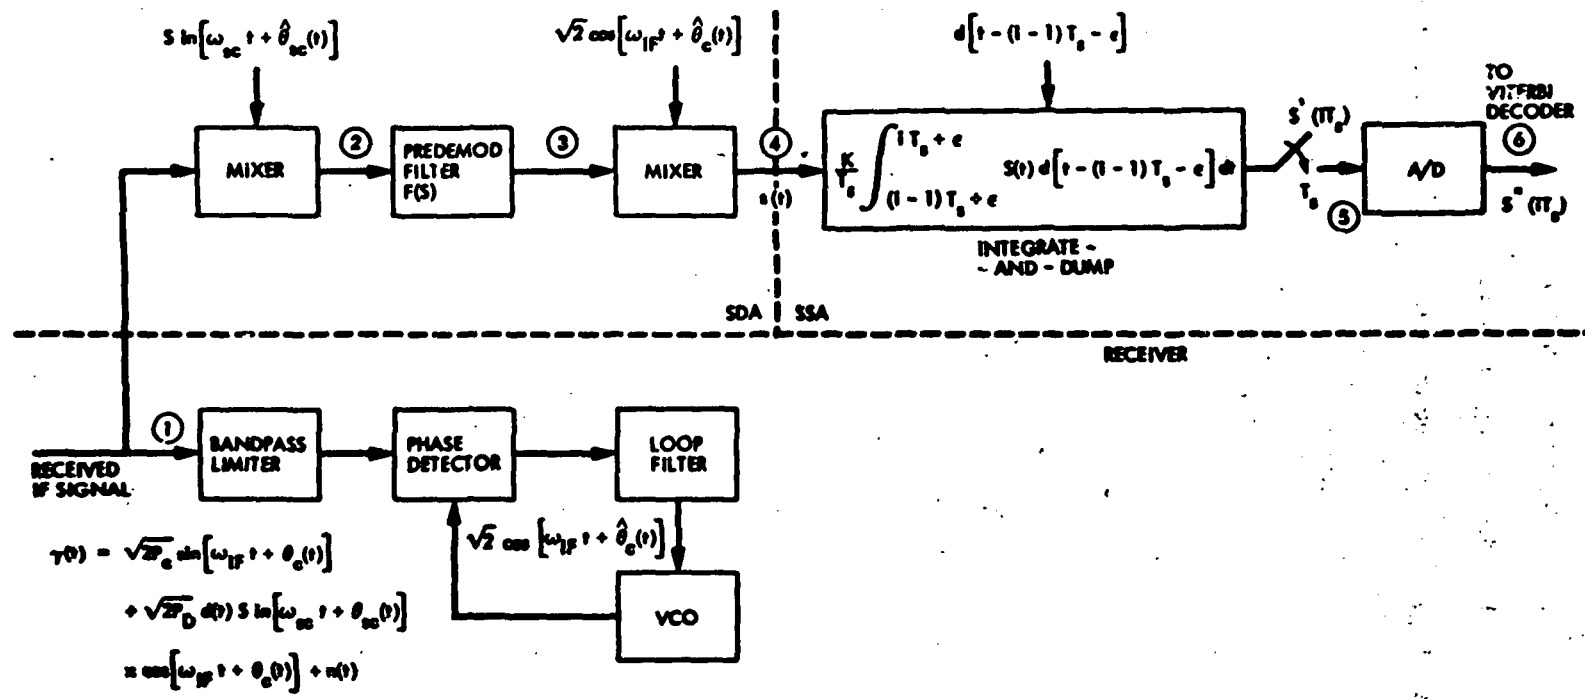 S in[ω_sc t + θ̂_sc(t)]
√2 cos[ω_IF t + θ̂_c(t)]
d[t - (i - 1) T_s - ε]
TO
VITERBI
DECODER
MIXER
②
PREDEMOD
FILTER
F(S)
③
MIXER
④
s(t)
K/T_s ∫ i T_s + ε
(i - 1) T_s + ε
S(t) d[t - (i - 1) T_s - ε] dt
S' (iT_s)
T_s
⑤
A/D
⑥
S" (iT_s)
INTEGRATE -
- AND - DUMP
SDA
SSA
RECEIVER
①
RECEIVED
IF SIGNAL
BANDPASS
LIMITER
PHASE
DETECTOR
LOOP
FILTER
√2 cos [ω_IF t + θ̂_c(t)]
VCO
γ(t) = √2P_c sin[ω_IF t + θ_c(t)]
+ √2P_D d(t) S in[ω_sc t + θ_sc(t)]
x cos[ω_IF t + θ_c(t)] + n(t)